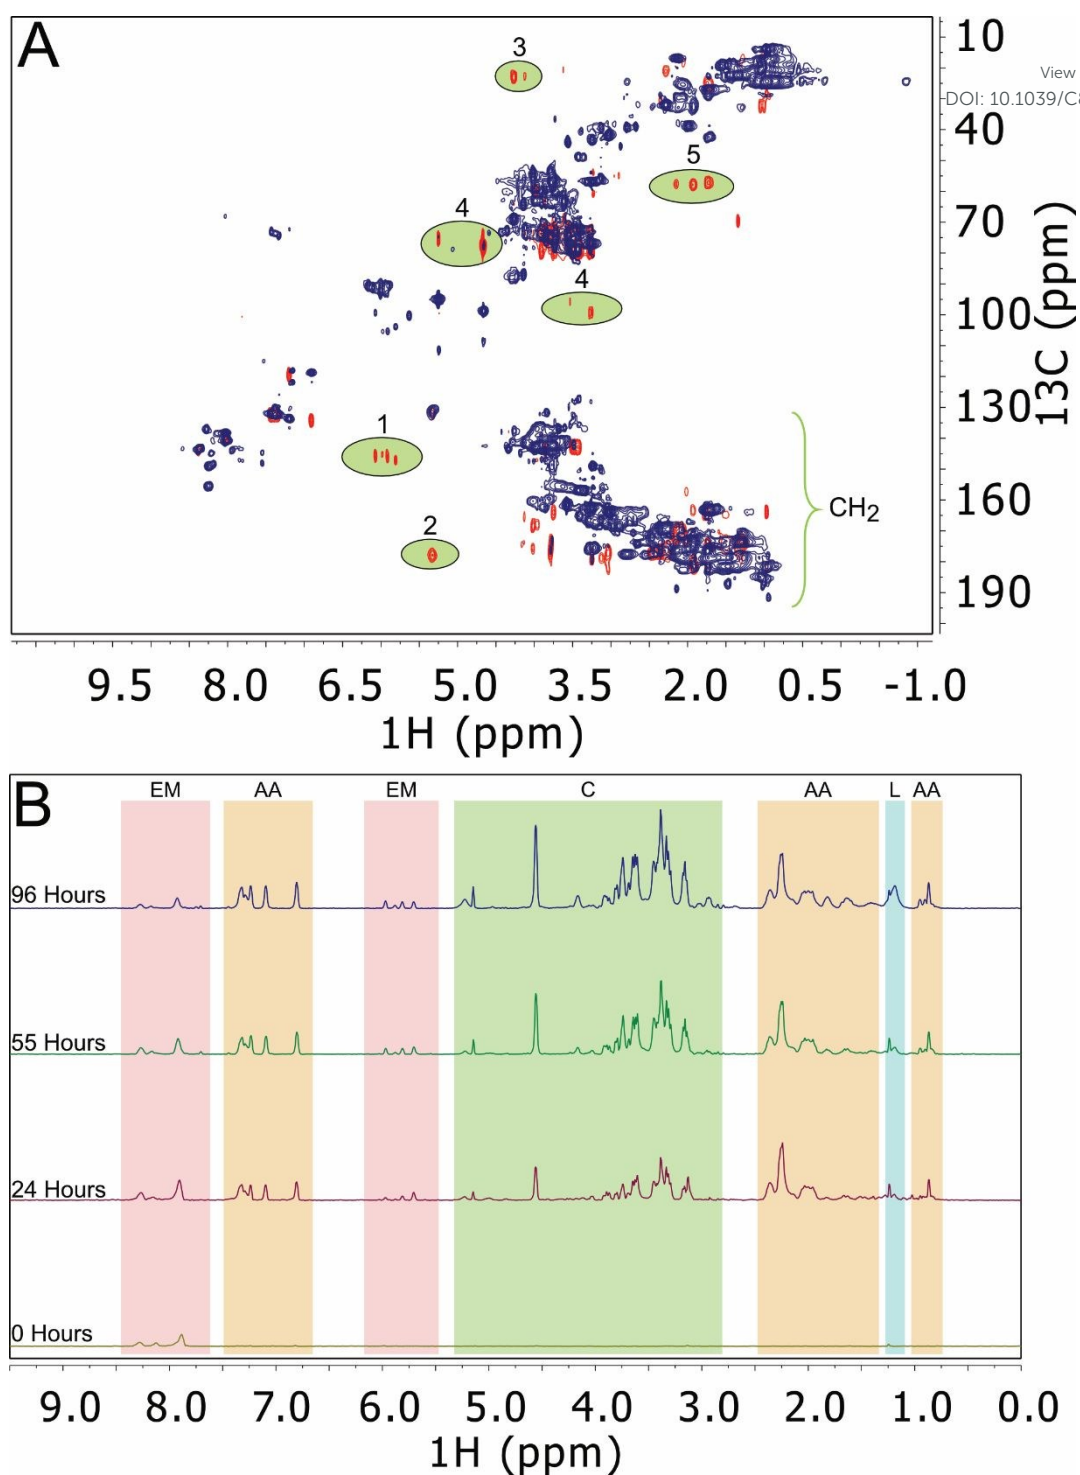 A
3
10
View
DOI: 10.1039/C8
40
5
4
70
4
100
13C (ppm)
130
1
160
CH2
2
190
9.5 8.0 6.5 5.0 3.5 2.0 0.5 -1.0
1H (ppm)
B
EM AA EM C AA L AA
96 Hours
55 Hours
24 Hours
0 Hours
9.0 8.0 7.0 6.0 5.0 4.0 3.0 2.0 1.0 0.0
1H (ppm)